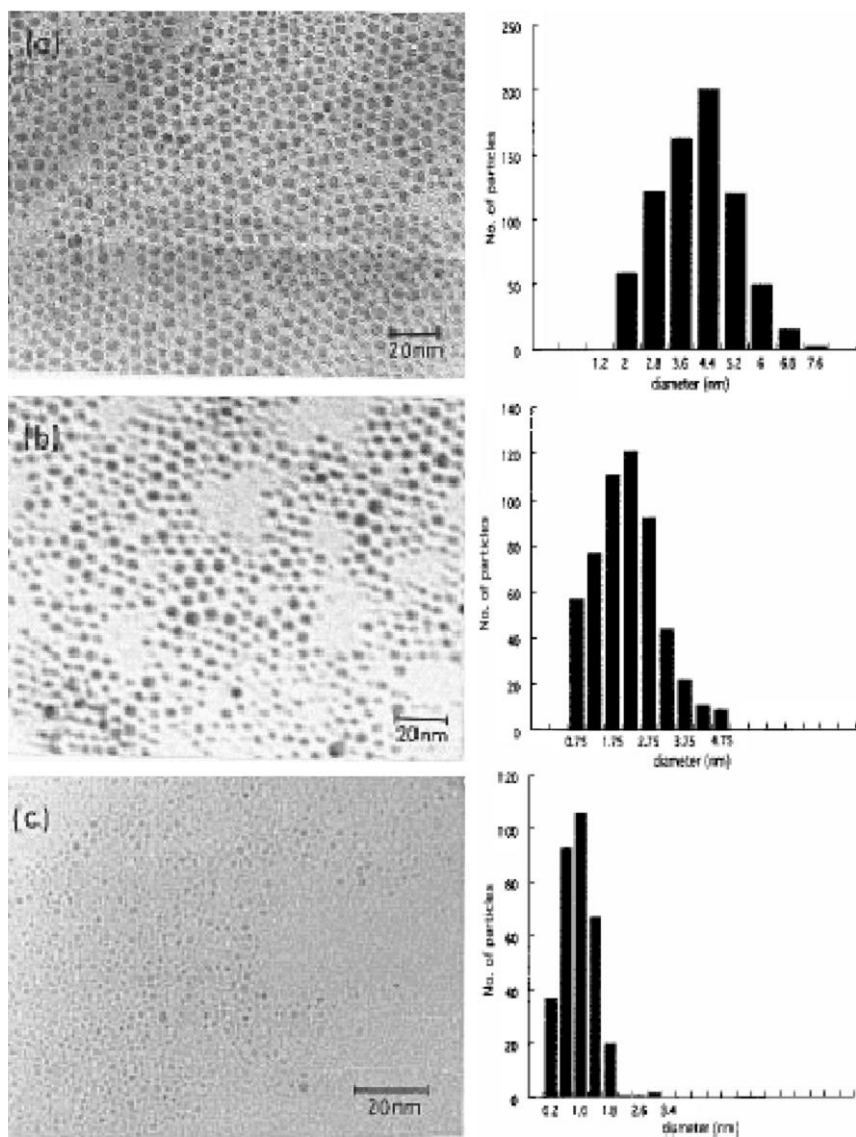 (a)
20nm
250
200
150
100
50
0
No. of particles
1.2 2 2.8 3.6 4.4 5.2 6 6.8 7.6
diameter (nm)
(b)
20nm
140
120
100
80
60
40
20
0
No. of particles
0.75 1.75 2.75 3.75 4.75
diameter (nm)
(c)
20nm
120
100
80
60
40
20
0
No. of particles
0.2 1.0 1.8 2.6 3.4
diameter (nm)